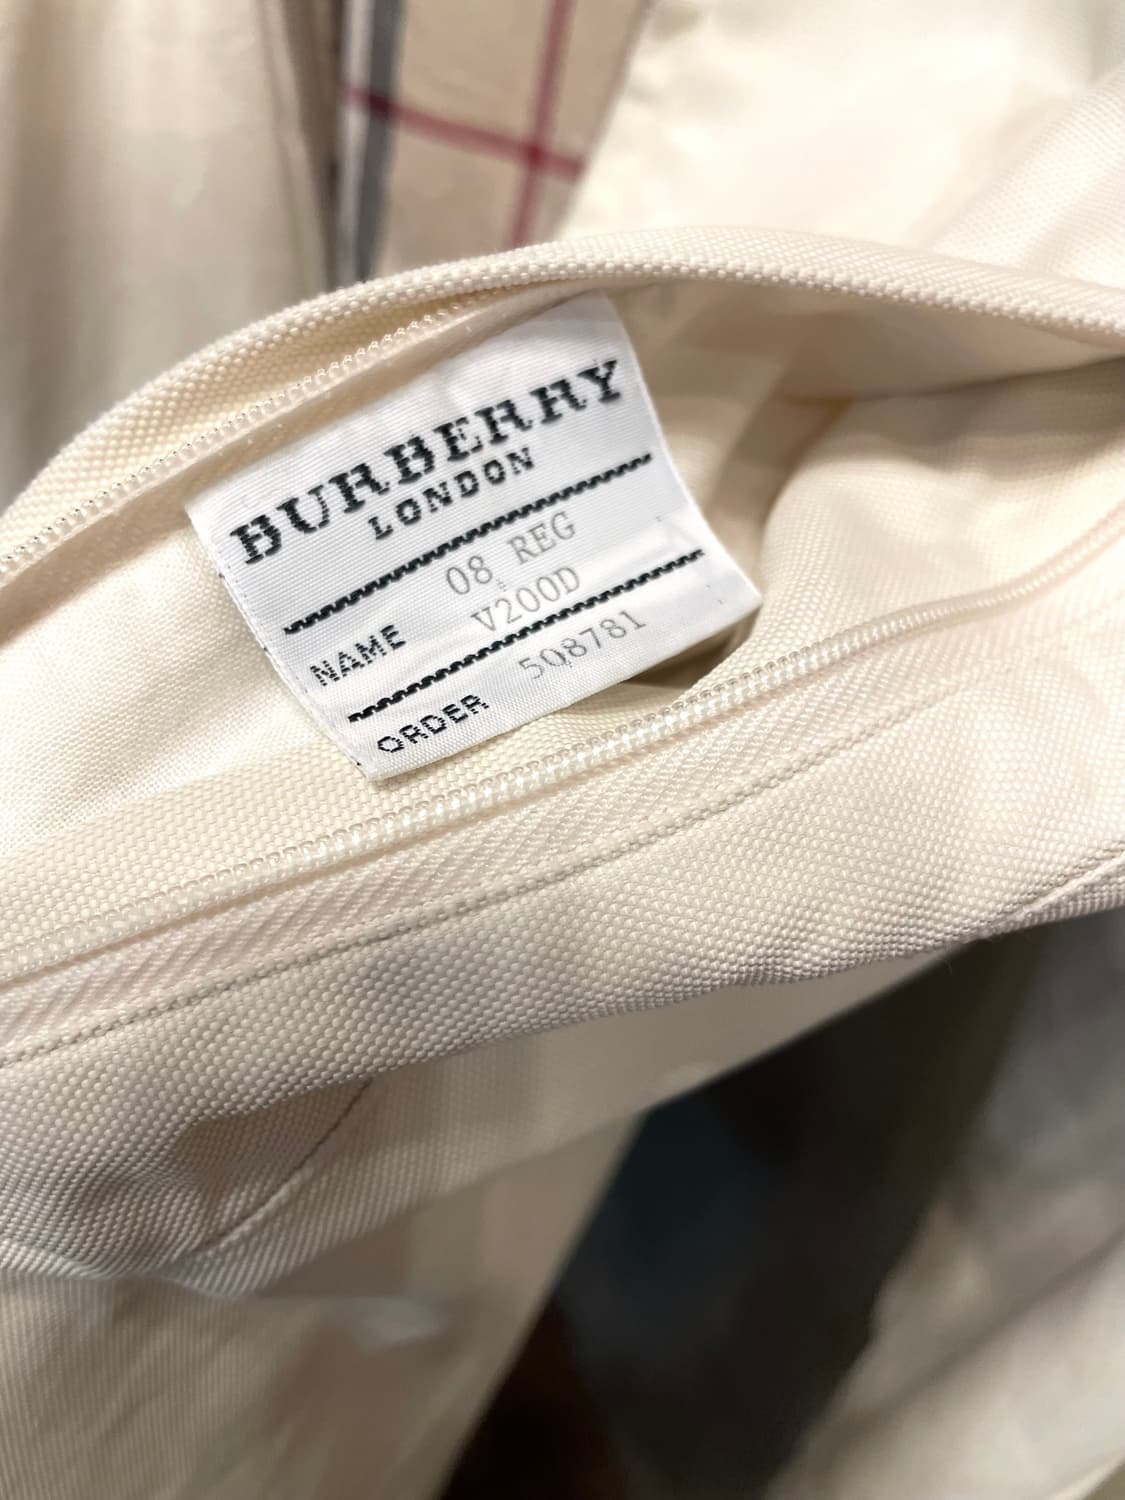 BURBERRY
LONDON
08 REG
NAME V200D
ORDER 508781